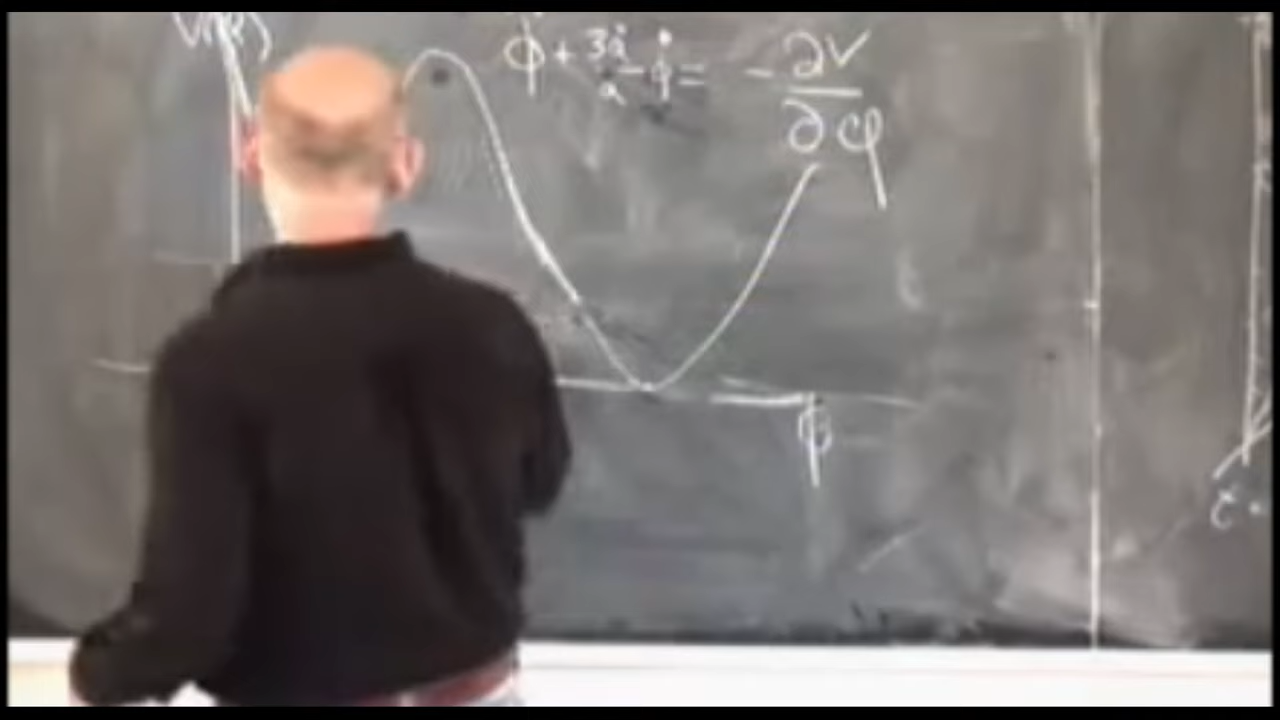 V(φ)
φ̈ + 3ȧ/a φ̇ = - ∂V/∂φ
φ